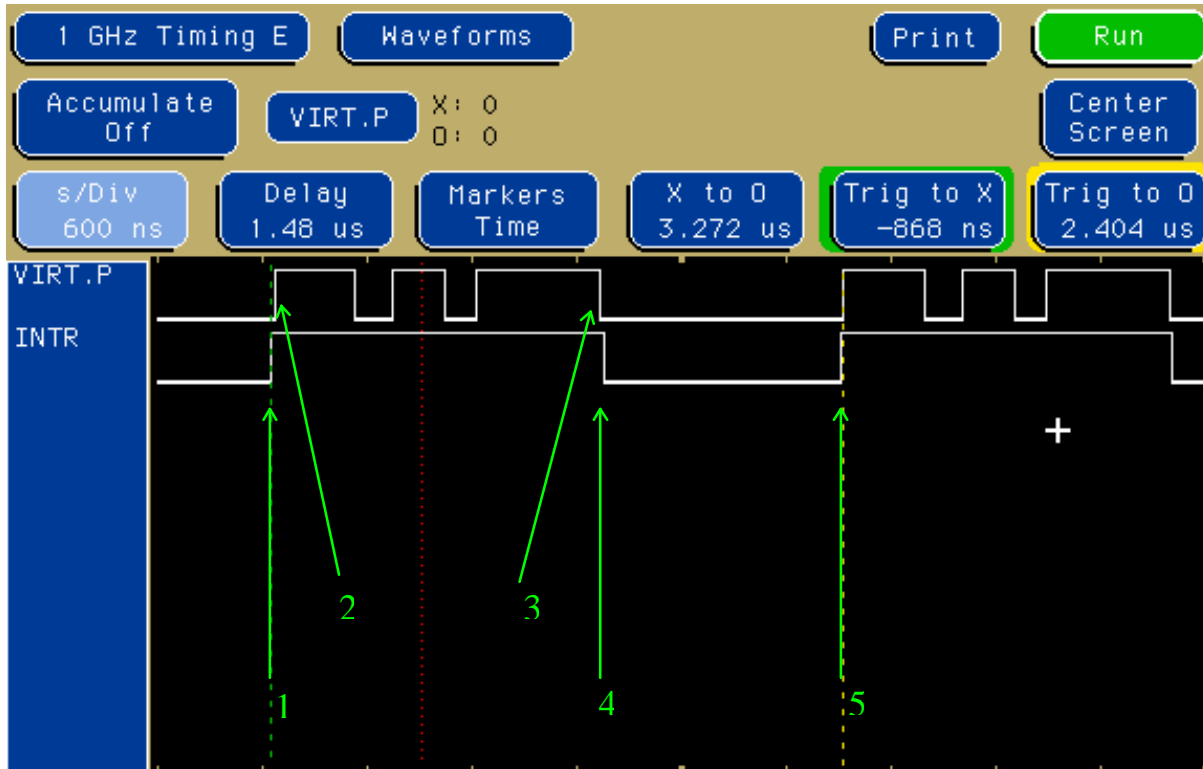 1 GHz Timing E
Waveforms
Print
Run
Accumulate
Off
VIRT.P
X: 0
O: 0
Center
Screen
s/Div
600 ns
Delay
1.48 us
Markers
Time
X to O
3.272 us
Trig to X
-868 ns
Trig to O
2.404 us
VIRT.P
INTR
2
3
1
4
5